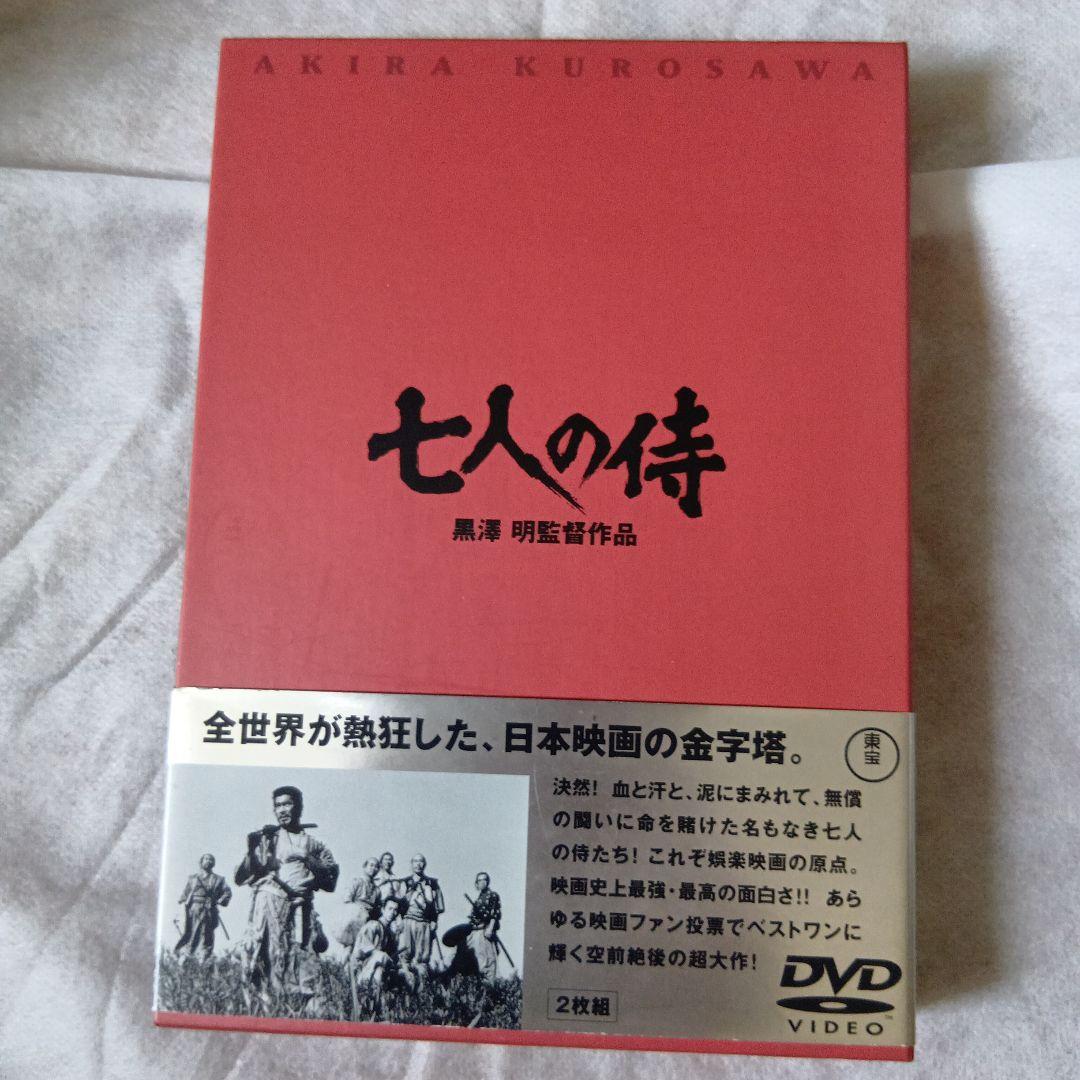 AKIRA KUROSAWA
七人の侍
黒澤 明監督作品
全世界が熱狂した、日本映画の金字塔。
東宝
決然! 血と汗と、泥にまみれて、無償
の闘いに命を賭けた名もなき七人
の侍たち! これぞ娯楽映画の原点。
映画史上最強・最高の面白さ!! あら
ゆる映画ファン投票でベストワンに
輝く空前絶後の超大作!
2枚組
DVD
VIDEO